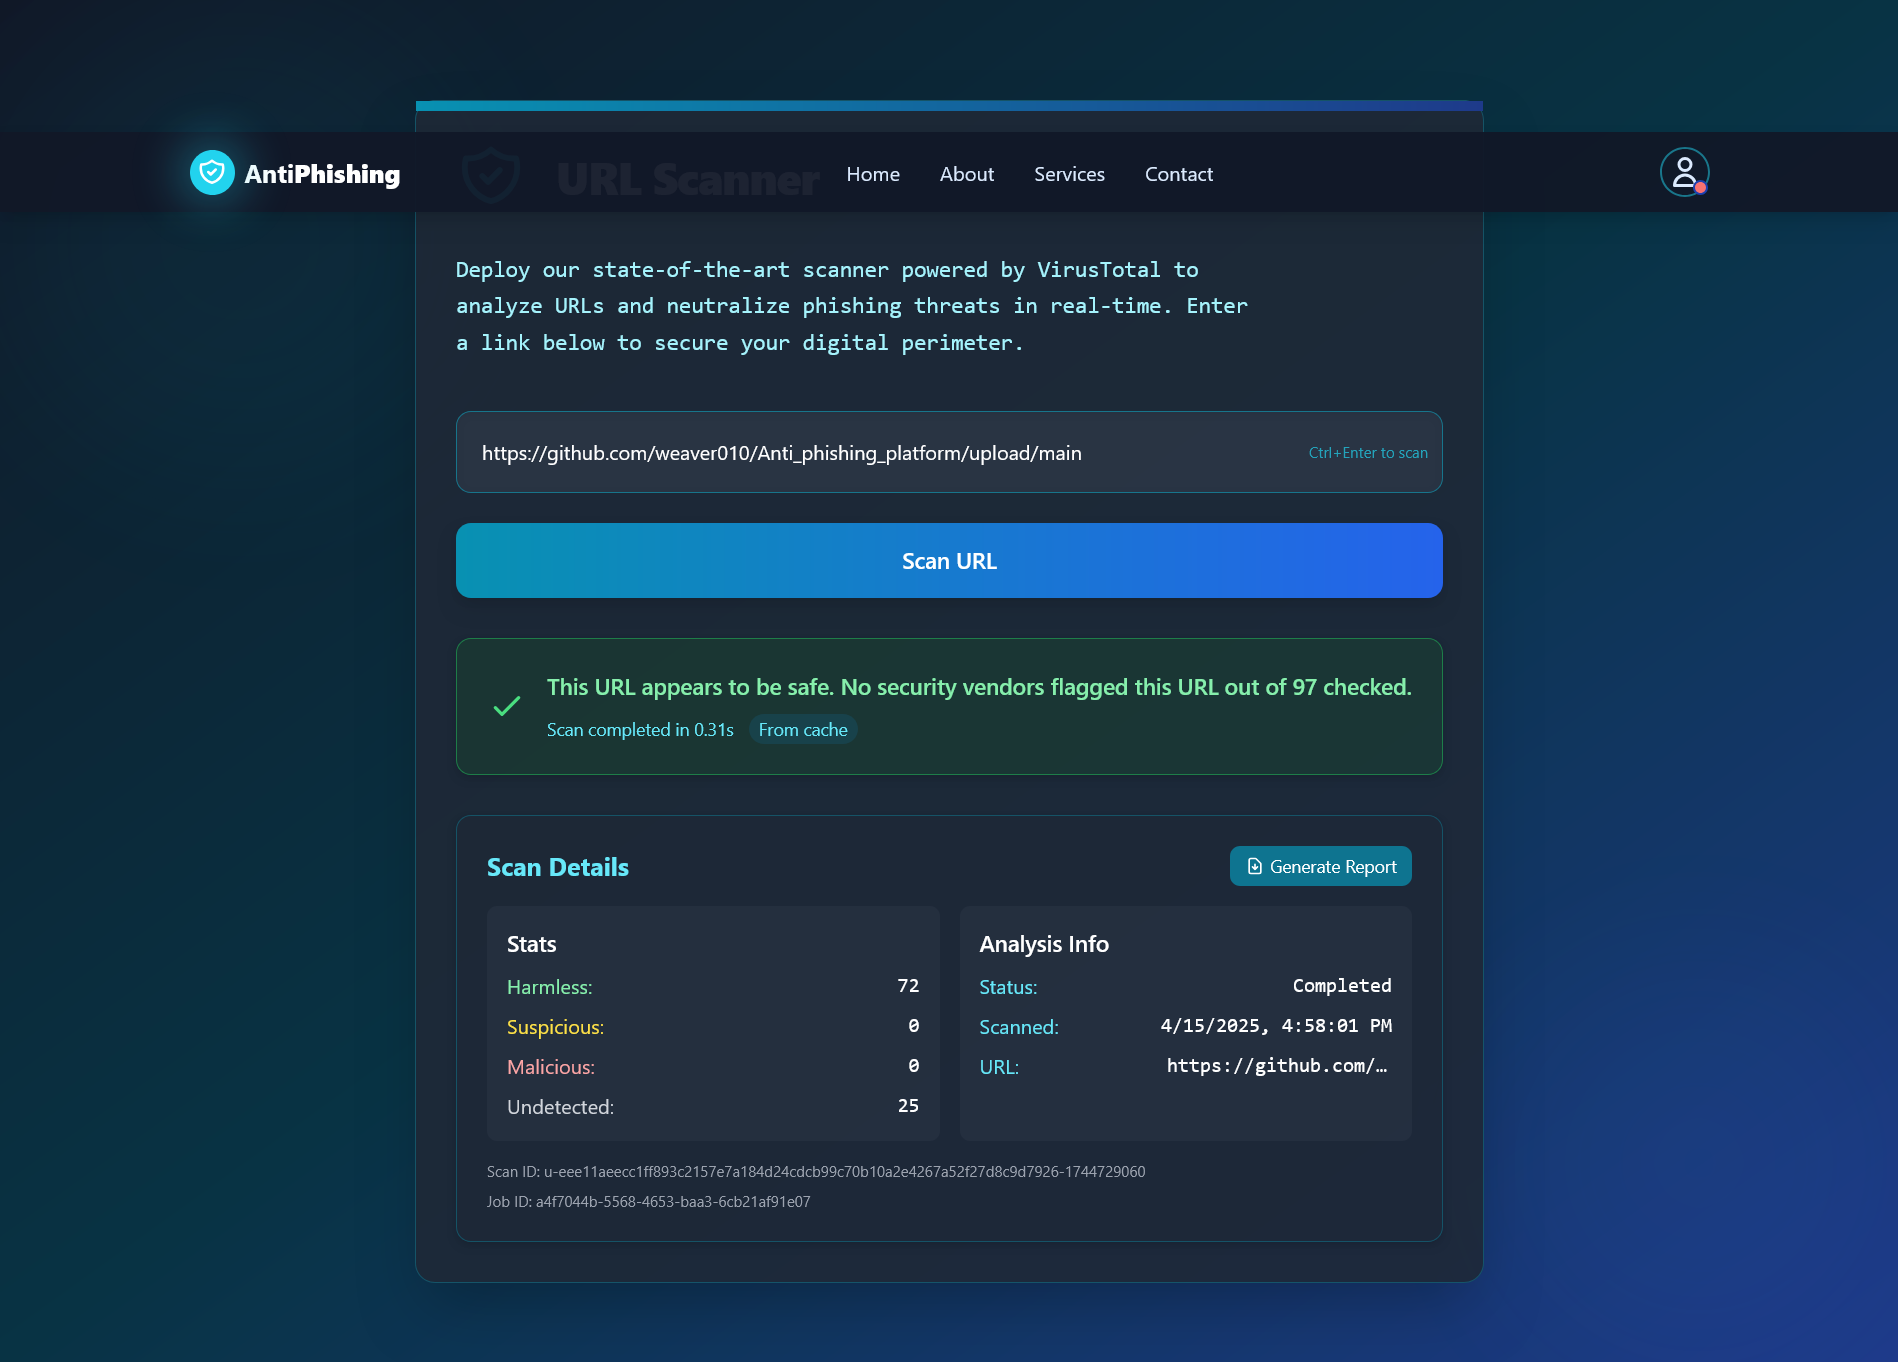 AntiPhishing
URL Scanner
Home
About
Services
Contact
Deploy our state-of-the-art scanner powered by VirusTotal to
analyze URLs and neutralize phishing threats in real-time. Enter
a link below to secure your digital perimeter.
https://github.com/weaver010/Anti_phishing_platform/upload/main
Ctrl+Enter to scan
Scan URL
This URL appears to be safe. No security vendors flagged this URL out of 97 checked.
Scan completed in 0.31s From cache
Scan Details
Generate Report
Stats
Harmless: 72
Suspicious: 0
Malicious: 0
Undetected: 25
Analysis Info
Status: Completed
Scanned: 4/15/2025, 4:58:01 PM
URL: https://github.com/…
Scan ID: u-eee11aeecc1ff893c2157e7a184d24cdcb99c70b10a2e4267a52f27d8c9d7926-1744729060
Job ID: a4f7044b-5568-4653-baa3-6cb21af91e07